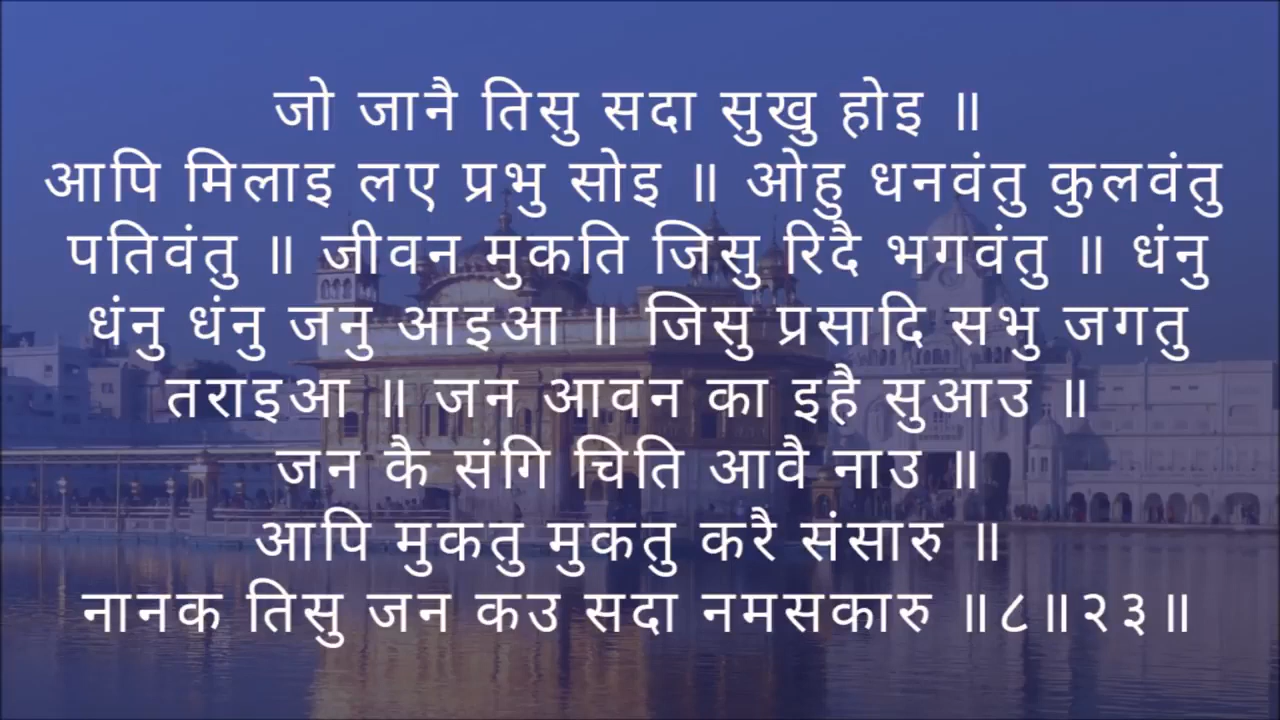 जो जानै तिसु सदा सुखु होइ ॥
आपि मिलाइ लए प्रभु सोइ ॥ ओहु धनवंतु कुलवंतु
पतिवंतु ॥ जीवन मुकति जिसु रिदै भगवंतु ॥ धंनु
धंनु धंनु जनु आइआ ॥ जिसु प्रसादि सभु जगतु
तराइआ ॥ जन आवन का इहै सुआउ ॥
जन कै संगि चिति आवै नाउ ॥
आपि मुकतु मुकतु करै संसारु ॥
नानक तिसु जन कउ सदा नमसकारु ॥८॥२३॥